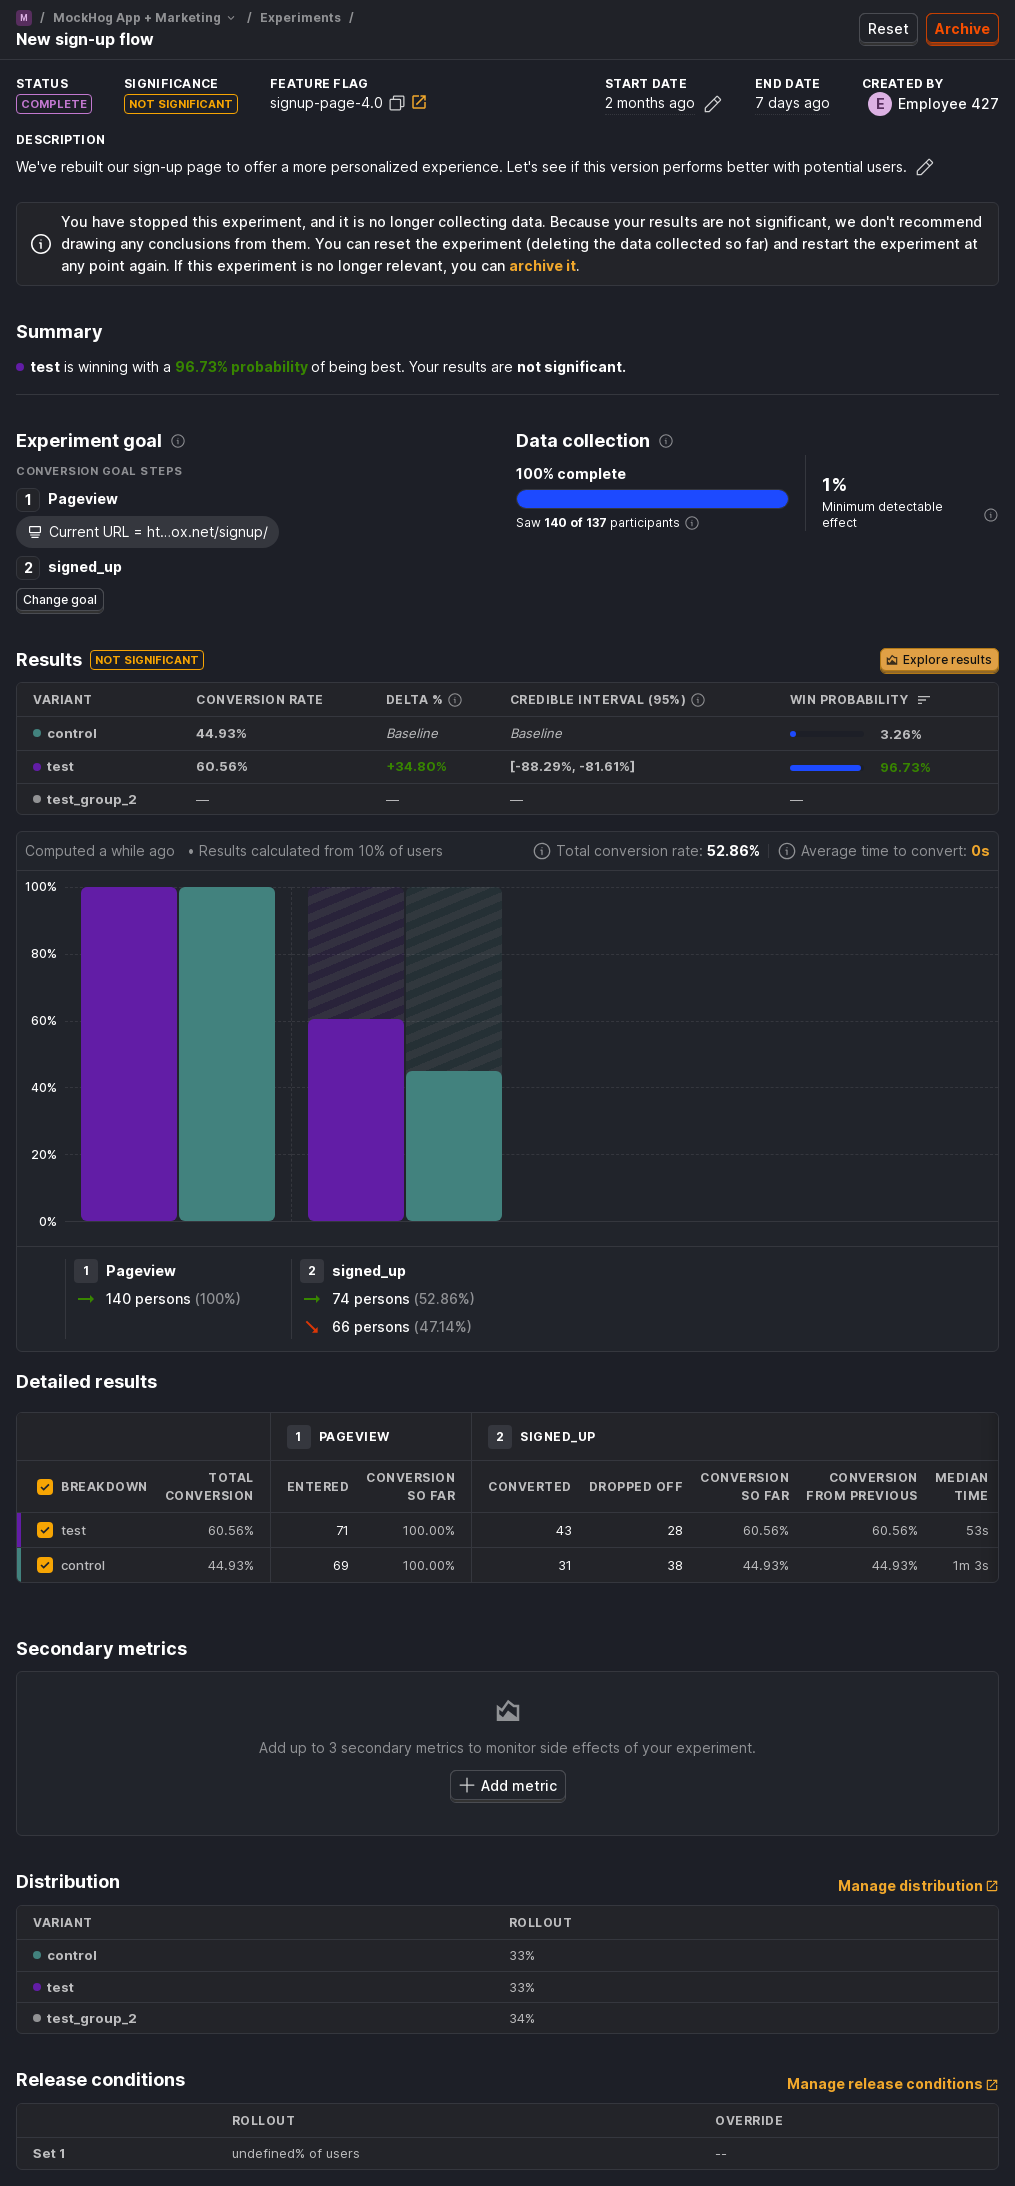 M / MockHog App + Marketing / Experiments /
New sign-up flow
Reset Archive
STATUS SIGNIFICANCE FEATURE FLAG START DATE END DATE CREATED BY
COMPLETE NOT SIGNIFICANT signup-page-4.0 2 months ago 7 days ago E Employee 427
DESCRIPTION
We've rebuilt our sign-up page to offer a more personalized experience. Let's see if this version performs better with potential users.
You have stopped this experiment, and it is no longer collecting data. Because your results are not significant, we don't recommend
drawing any conclusions from them. You can reset the experiment (deleting the data collected so far) and restart the experiment at
any point again. If this experiment is no longer relevant, you can archive it.
Summary
test is winning with a 96.73% probability of being best. Your results are not significant.
Experiment goal
CONVERSION GOAL STEPS
1 Pageview
Current URL = ht...ox.net/signup/
2 signed_up
Change goal
Data collection
100% complete
Saw 140 of 137 participants
1%
Minimum detectable
effect
Results NOT SIGNIFICANT Explore results
VARIANT CONVERSION RATE DELTA % CREDIBLE INTERVAL (95%) WIN PROBABILITY
control 44.93% Baseline Baseline 3.26%
test 60.56% +34.80% [-88.29%, -81.61%] 96.73%
test_group_2 — — — —
Computed a while ago • Results calculated from 10% of users Total conversion rate: 52.86% Average time to convert: 0s
100%
80%
60%
40%
20%
0%
1 Pageview
140 persons (100%)
2 signed_up
74 persons (52.86%)
66 persons (47.14%)
Detailed results
1 PAGEVIEW 2 SIGNED_UP
BREAKDOWN TOTAL CONVERSION ENTERED CONVERSION SO FAR CONVERTED DROPPED OFF CONVERSION SO FAR CONVERSION FROM PREVIOUS MEDIAN TIME
test 60.56% 71 100.00% 43 28 60.56% 60.56% 53s
control 44.93% 69 100.00% 31 38 44.93% 44.93% 1m 3s
Secondary metrics
Add up to 3 secondary metrics to monitor side effects of your experiment.
Add metric
Distribution Manage distribution
VARIANT ROLLOUT
control 33%
test 33%
test_group_2 34%
Release conditions Manage release conditions
ROLLOUT OVERRIDE
Set 1 undefined% of users --